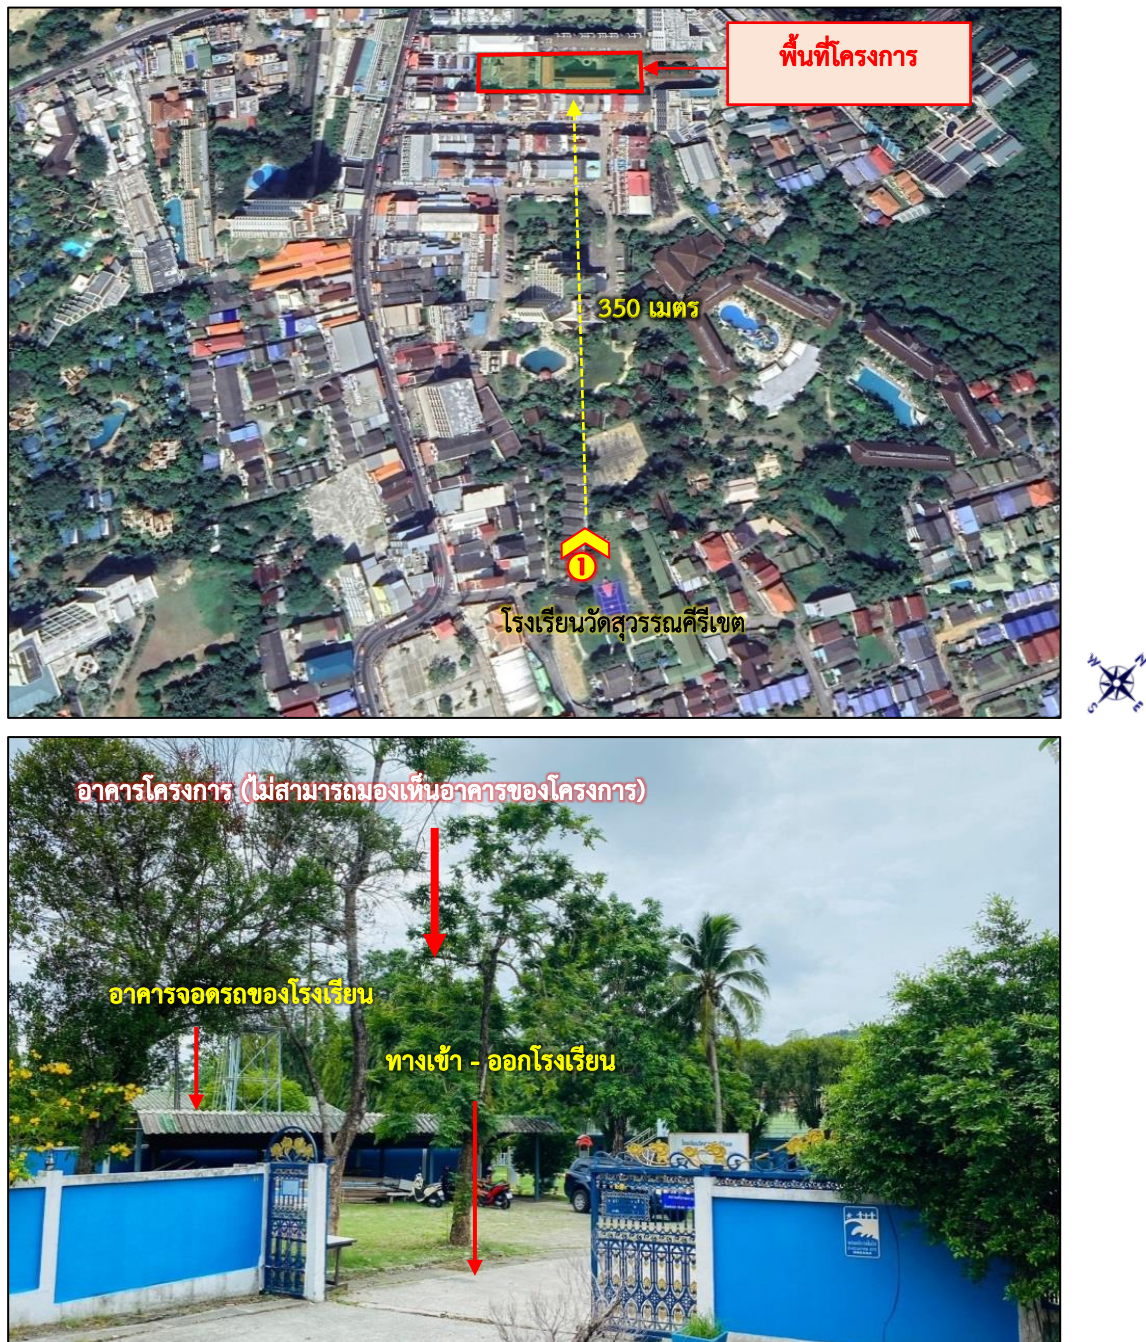 พื้นที่โครงการ
350 เมตร
1
โรงเรียนวัดสุวรรณคีรีเขต
N
W
S
E
อาคารโครงการ (ไม่สามารถมองเห็นอาคารของโครงการ)
อาคารจอดรถของโรงเรียน
ทางเข้า - ออกโรงเรียน